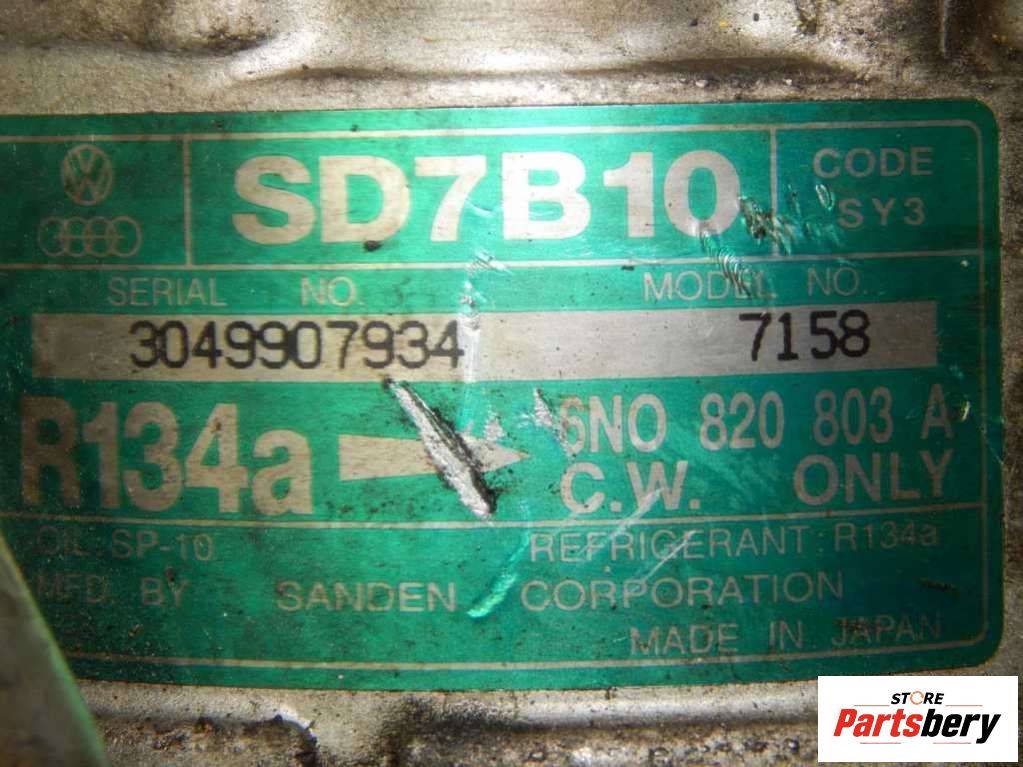 SD7B10
CODE
SY3
SERIAL NO. MODEL NO.
3049907934 7158
R134a 6N0 820 803 A
C.W. ONLY
OIL SP-10 REFRIGERANT R134a
MFD. BY SANDEN CORPORATION
MADE IN JAPAN
STORE
Partsbery